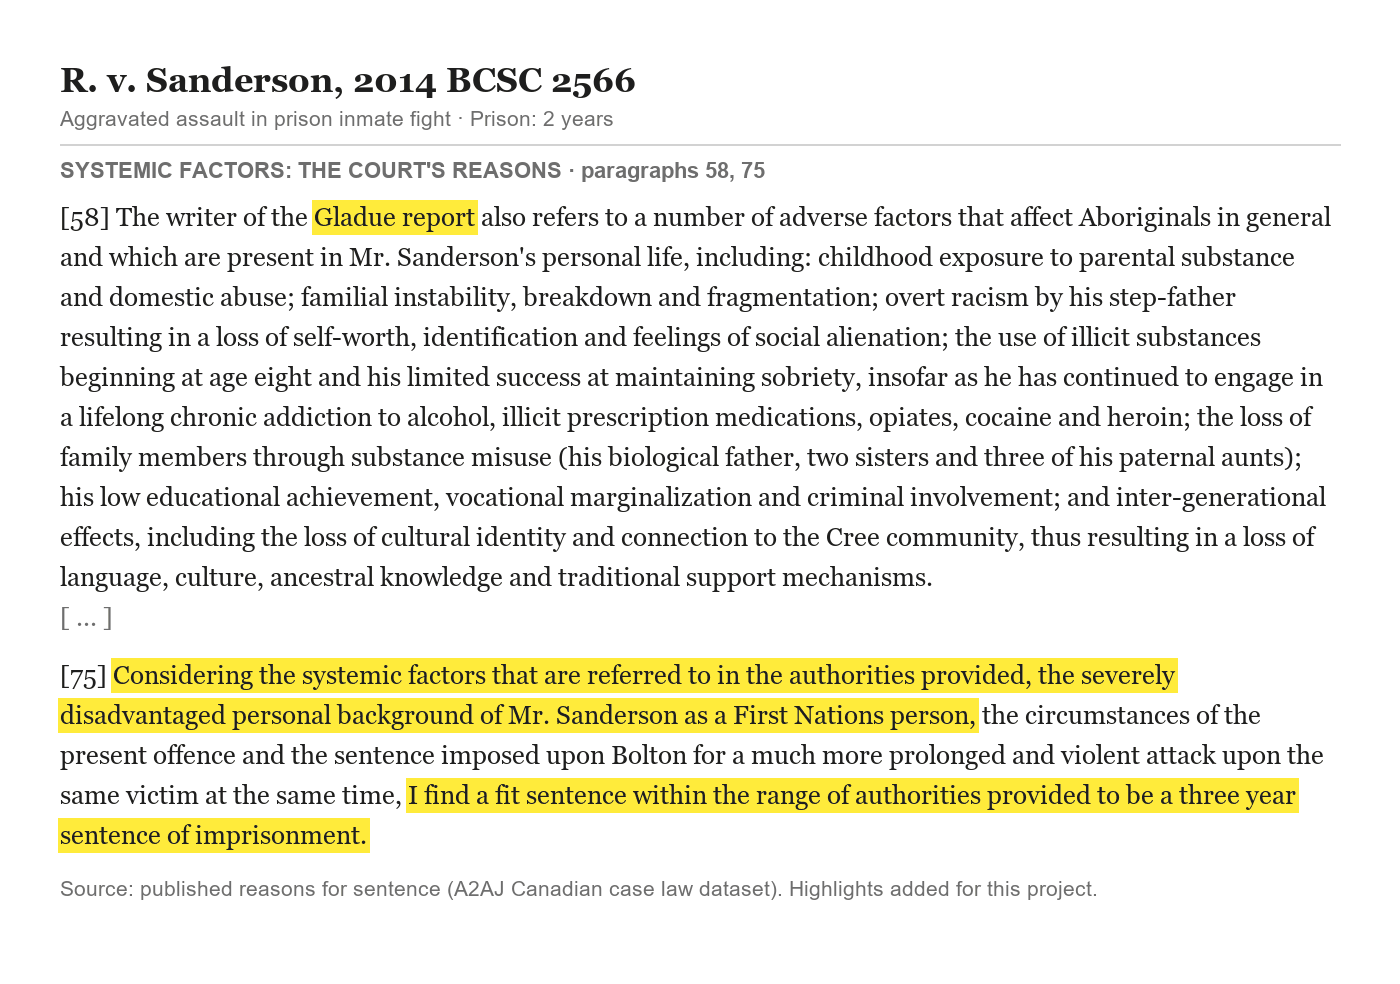 R. v. Sanderson, 2014 BCSC 2566
Aggravated assault in prison inmate fight · Prison: 2 years
SYSTEMIC FACTORS: THE COURT'S REASONS · paragraphs 58, 75
[58] The writer of the Gladue report also refers to a number of adverse factors that affect Aboriginals in general
and which are present in Mr. Sanderson's personal life, including: childhood exposure to parental substance
and domestic abuse; familial instability, breakdown and fragmentation; overt racism by his step-father
resulting in a loss of self-worth, identification and feelings of social alienation; the use of illicit substances
beginning at age eight and his limited success at maintaining sobriety, insofar as he has continued to engage in
a lifelong chronic addiction to alcohol, illicit prescription medications, opiates, cocaine and heroin; the loss of
family members through substance misuse (his biological father, two sisters and three of his paternal aunts);
his low educational achievement, vocational marginalization and criminal involvement; and inter-generational
effects, including the loss of cultural identity and connection to the Cree community, thus resulting in a loss of
language, culture, ancestral knowledge and traditional support mechanisms.
[ ... ]
[75] Considering the systemic factors that are referred to in the authorities provided, the severely
disadvantaged personal background of Mr. Sanderson as a First Nations person, the circumstances of the
present offence and the sentence imposed upon Bolton for a much more prolonged and violent attack upon the
same victim at the same time, I find a fit sentence within the range of authorities provided to be a three year
sentence of imprisonment.
Source: published reasons for sentence (A2AJ Canadian case law dataset). Highlights added for this project.